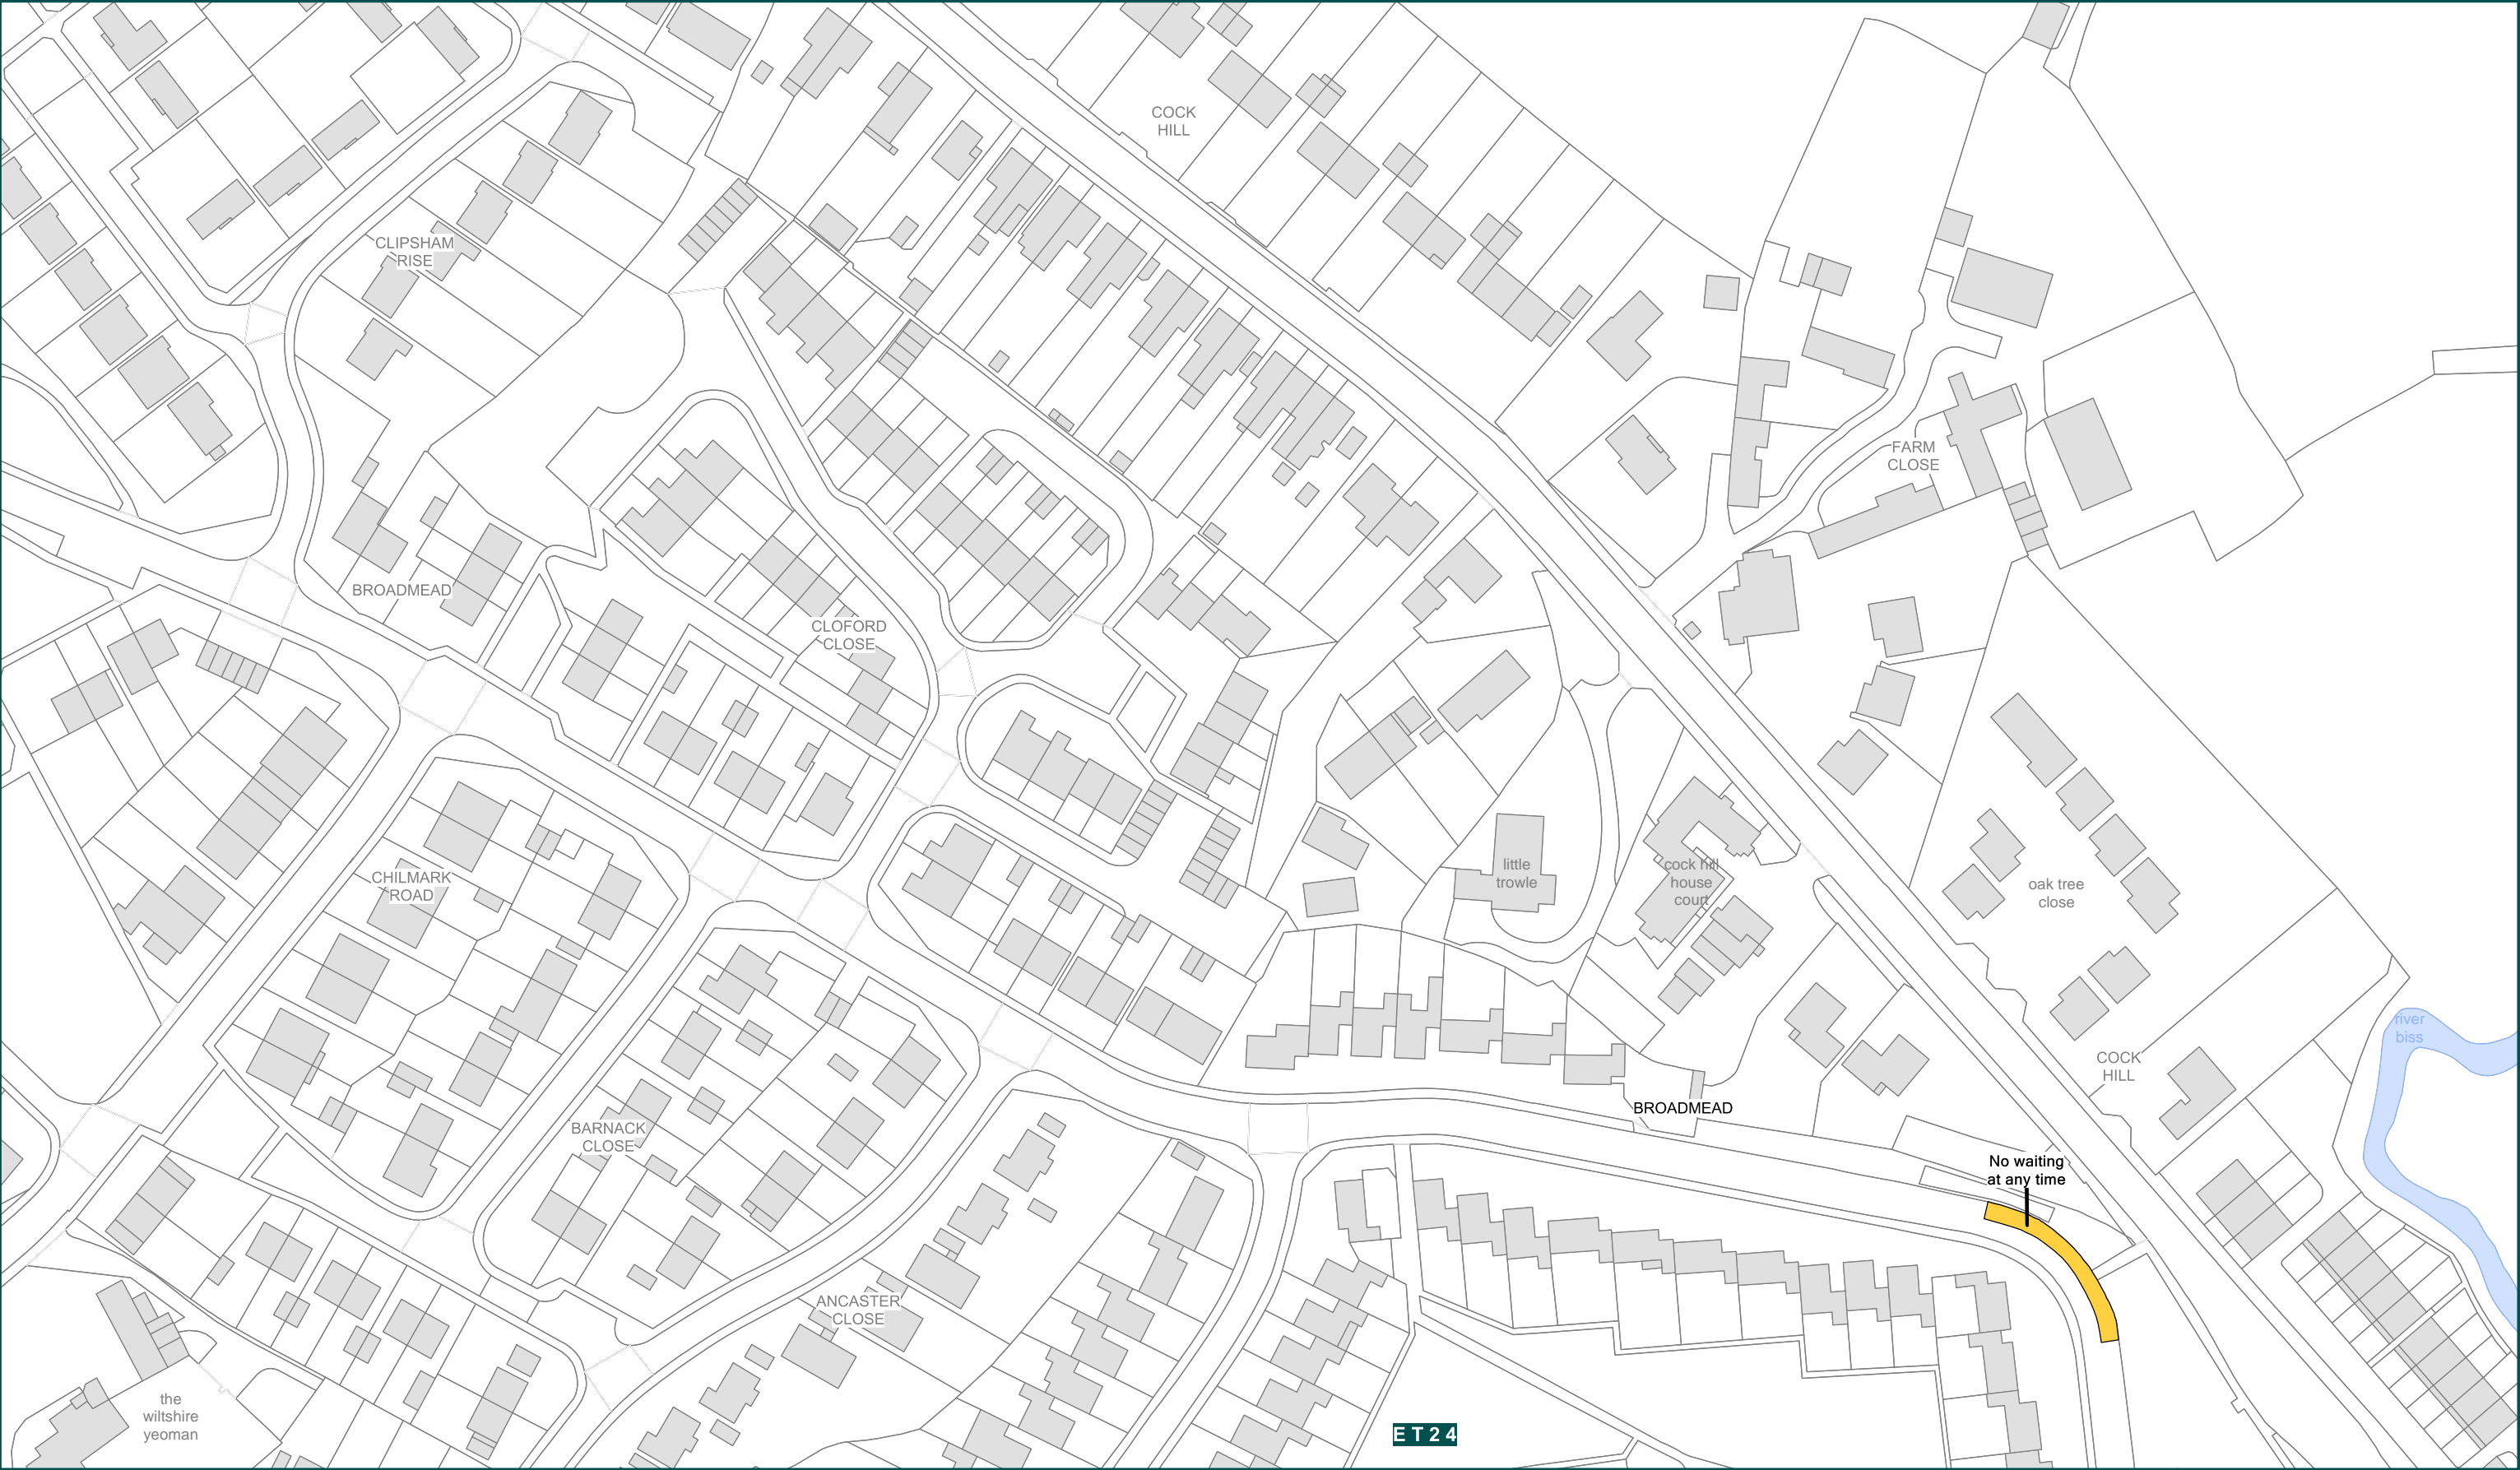 COCK
HILL
CLIPSHAM
RISE
FARM
CLOSE
BROADMEAD
CLOFORD
CLOSE
little
trowle
cock hill
house
court
CHILMARK
ROAD
oak tree
close
river
biss
COCK
HILL
BROADMEAD
BARNACK
CLOSE
No waiting
at any time
ANCASTER
CLOSE
the
wiltshire
yeoman
E T 2 4